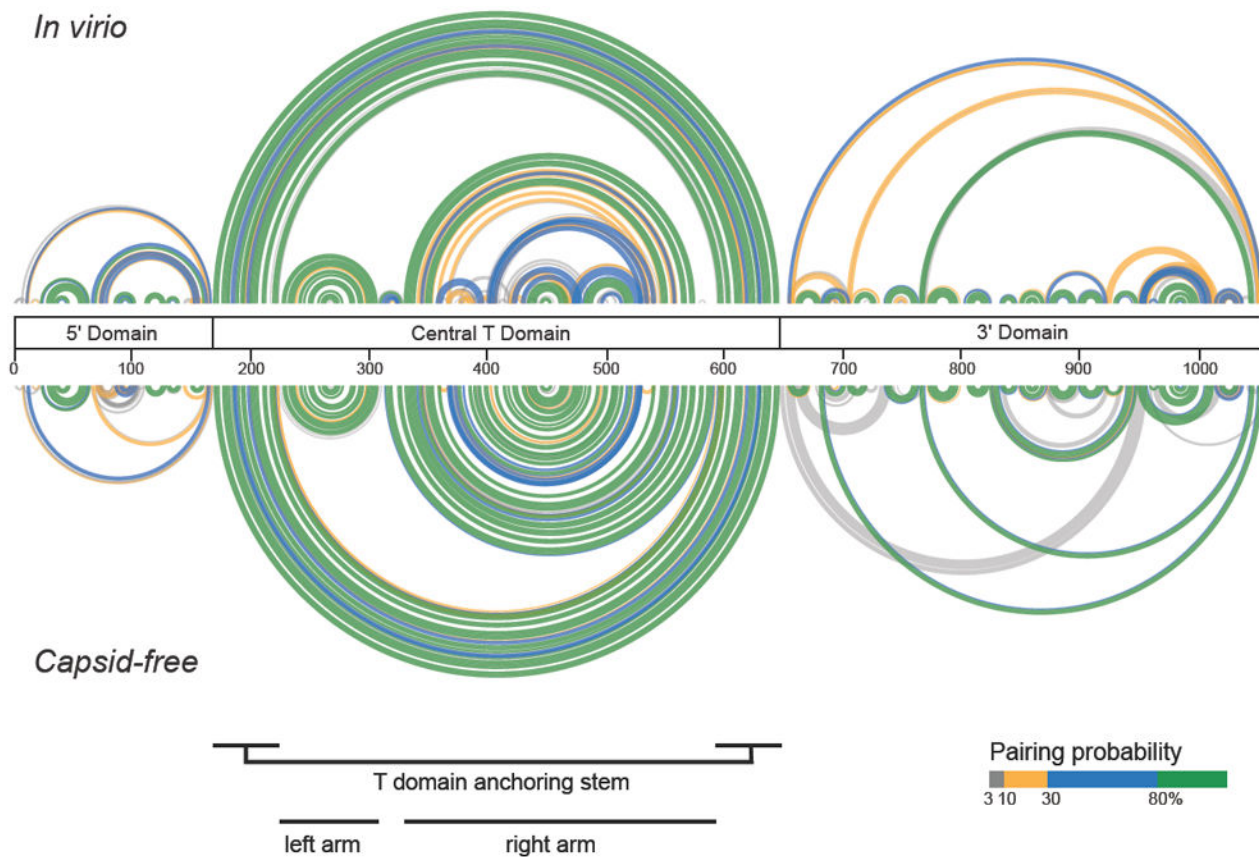 In virio
5' Domain Central T Domain 3' Domain
0 100 200 300 400 500 600 700 800 900 1000
Capsid-free
T domain anchoring stem
left arm right arm
Pairing probability
3 10 30 80%